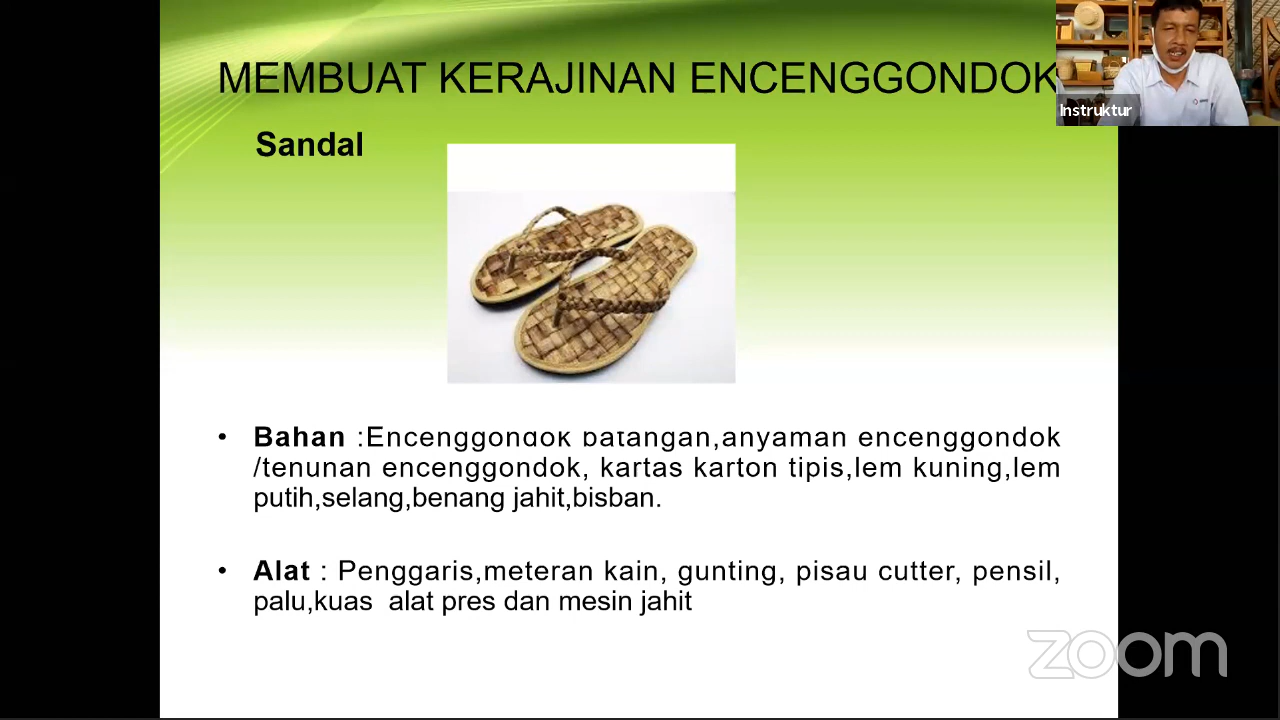 MEMBUAT KERAJINAN ENCENGGONDOK
Instruktur
Sandal
• Bahan :Encenggondok batangan,anyaman encenggondok
/tenunan encenggondok, kartas karton tipis,lem kuning,lem
putih,selang,benang jahit,bisban.
• Alat : Penggaris,meteran kain, gunting, pisau cutter, pensil,
palu,kuas alat pres dan mesin jahit
zoom